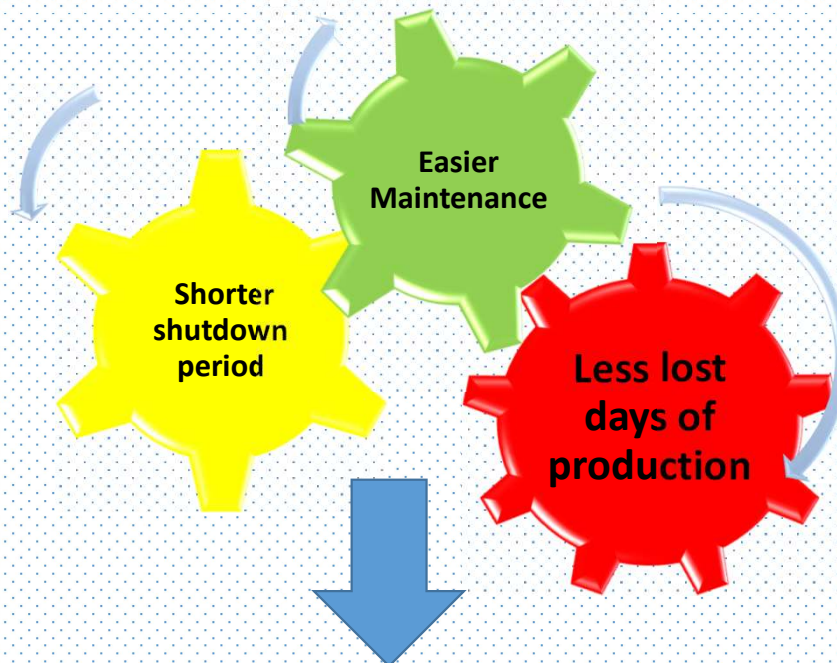 Easier
Maintenance
Shorter
shutdown
period
Less lost
days of
production